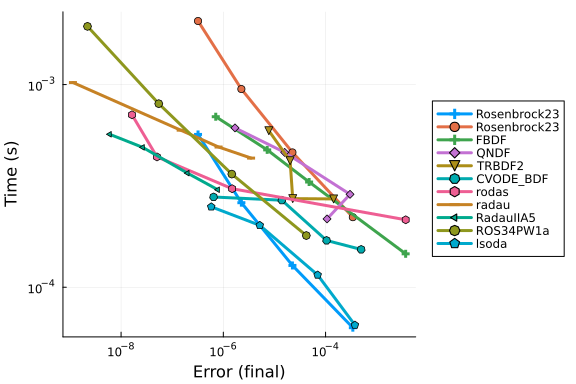 10⁻³
10⁻⁴
Time (s)
10⁻⁸
10⁻⁶
10⁻⁴
Error (final)
Rosenbrock23
Rosenbrock23
FBDF
QNDF
TRBDF2
CVODE_BDF
rodas
radau
RadauIIA5
ROS34PW1a
lsoda